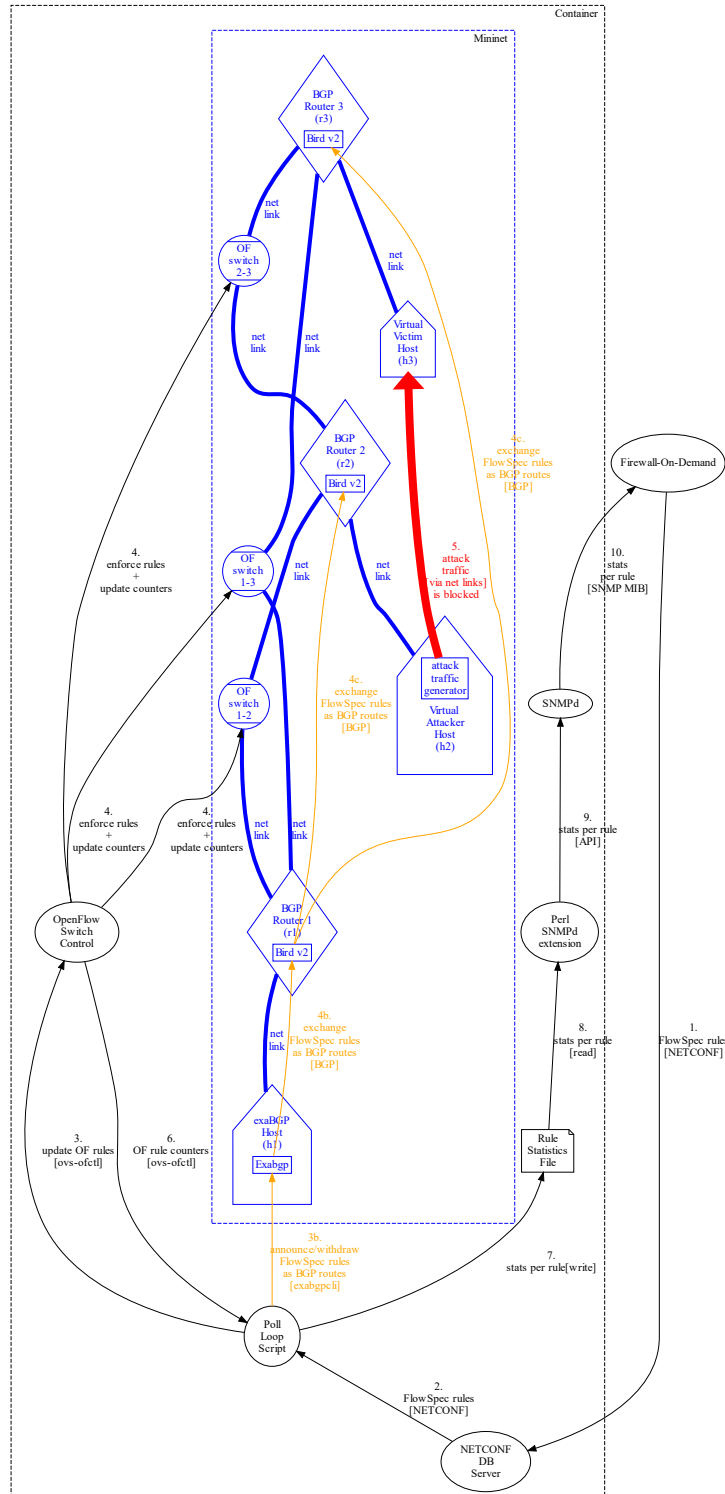 Container
Mininet
BGP
Router 3
(r3)
Bird v2
net
link
OF
switch
2-3
net
link
net
link
net
link
Virtual
Victim
Host
(h3)
BGP
Router 2
(r2)
Bird v2
4c.
exchange
FlowSpec rules
as BGP routes
[BGP]
Firewall-On-Demand
4.
enforce rules
+
update counters
OF
switch
1-3
net
link
net
link
5.
attack
traffic
[via net links]
is blocked
10.
stats
per rule
[SNMP MIB]
OF
switch
1-2
4c.
exchange
FlowSpec rules
as BGP routes
[BGP]
attack
traffic
generator
Virtual
Attacker
Host
(h2)
SNMPd
4.
enforce rules
+
update counters
4.
enforce rules
+
update counters
net
link
net
link
9.
stats per rule
[API]
OpenFlow
Switch
Control
BGP
Router 1
(r1)
Bird v2
Perl
SNMPd
extension
net
link
4b.
exchange
FlowSpec rules
as BGP routes
[BGP]
8.
stats per rule
[read]
1.
FlowSpec rules
[NETCONF]
3.
update OF rules
[ovs-ofctl]
6.
OF rule counters
[ovs-ofctl]
exaBGP
Host
(h1)
Exabgp
Rule
Statistics
File
3b.
announce/withdraw
FlowSpec rules
as BGP routes
[exabgpcli]
7.
stats per rule[write]
Poll
Loop
Script
2.
FlowSpec rules
[NETCONF]
NETCONF
DB
Server